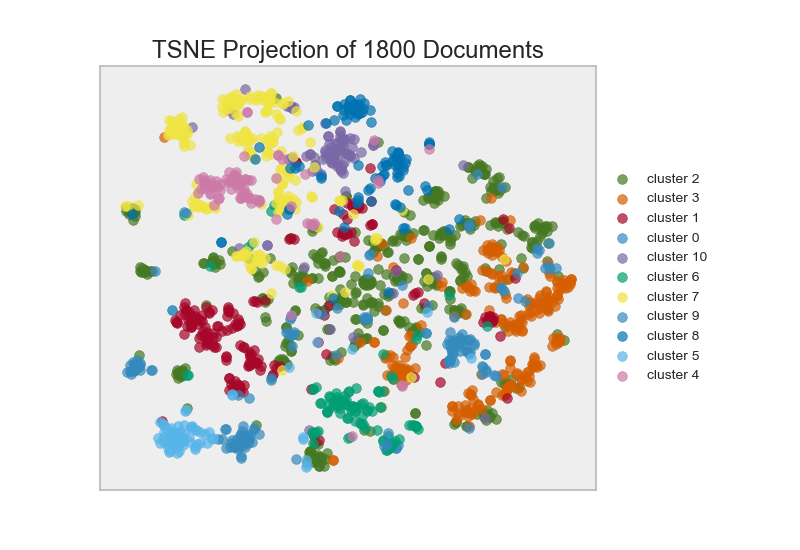 TSNE Projection of 1800 Documents
cluster 2
cluster 3
cluster 1
cluster 0
cluster 10
cluster 6
cluster 7
cluster 9
cluster 8
cluster 5
cluster 4